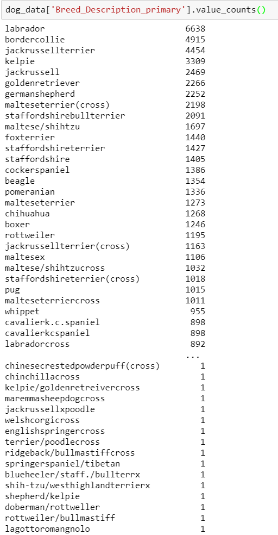 dog_data['Breed_Description_primary'].value_counts()
labrador 6638
bordercollie 4915
jackrussellterrier 4454
kelpie 3309
jackrussell 2469
goldenretriever 2266
germanshepherd 2252
malteseterrier(cross) 2198
staffordshirebullterrier 2091
maltese/shihtzu 1697
foxterrier 1440
staffordshireterrier 1427
staffordshire 1405
cockerspaniel 1386
beagle 1354
pomeranian 1336
malteseterrier 1273
chihuahua 1268
boxer 1246
rottweiler 1195
jackrussellterrier(cross) 1163
maltesex 1106
maltese/shihtzucross 1032
staffordshireterrier(cross) 1018
pug 1015
malteseterriercross 1011
whippet 955
cavalierk.c.spaniel 898
cavalierkcspaniel 898
labradorcross 892
...
chinesecrestedpowderpuff(cross) 1
chinchillacross 1
kelpie/goldenretreivercross 1
maremmasheepdogcross 1
jackrussellxpoodle 1
welshcorgicross 1
englishspringercross 1
terrier/poodlecross 1
ridgeback/bullmastiffcross 1
springerspaniel/tibetan 1
blueheeler/staff./bullterrx 1
shih-tzu/westhighlandterrierx 1
shepherd/kelpie 1
doberman/rottweller 1
rottweiler/bullmastiff 1
lagottoromangnolo 1